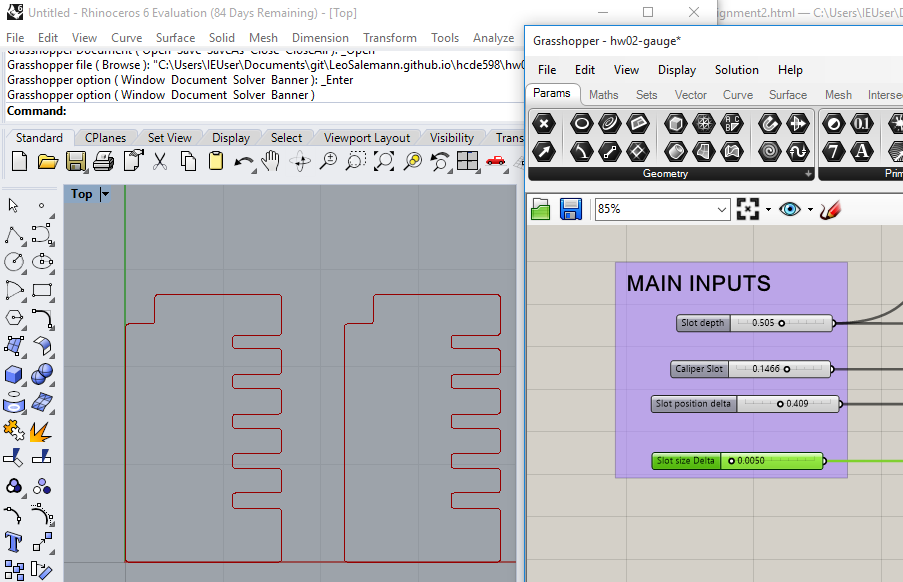 Untitled - Rhinoceros 6 Evaluation (84 Days Remaining) - [Top]
ignment2.html — C:\Users\IEUser\Do
File Edit View Curve Surface Solid Mesh Dimension Transform Tools Analyze
Grasshopper file ( Browse ): "C:\Users\IEUser\Documents\git\LeoSalemann.github.io\hcde598\hw0
Grasshopper option ( Window Document Solver Banner ): _Enter
Grasshopper option ( Window Document Solver Banner )
Command:
Standard CPlanes Set View Display Select Viewport Layout Visibility Trans
Top
Grasshopper - hw02-gauge*
File Edit View Display Solution Help
Params Maths Sets Vector Curve Surface Mesh Interse
Geometry
Prim
85%
MAIN INPUTS
Slot depth 0.505
Caliper Slot 0.1466
Slot position delta 0.409
Slot size Delta 0.0050